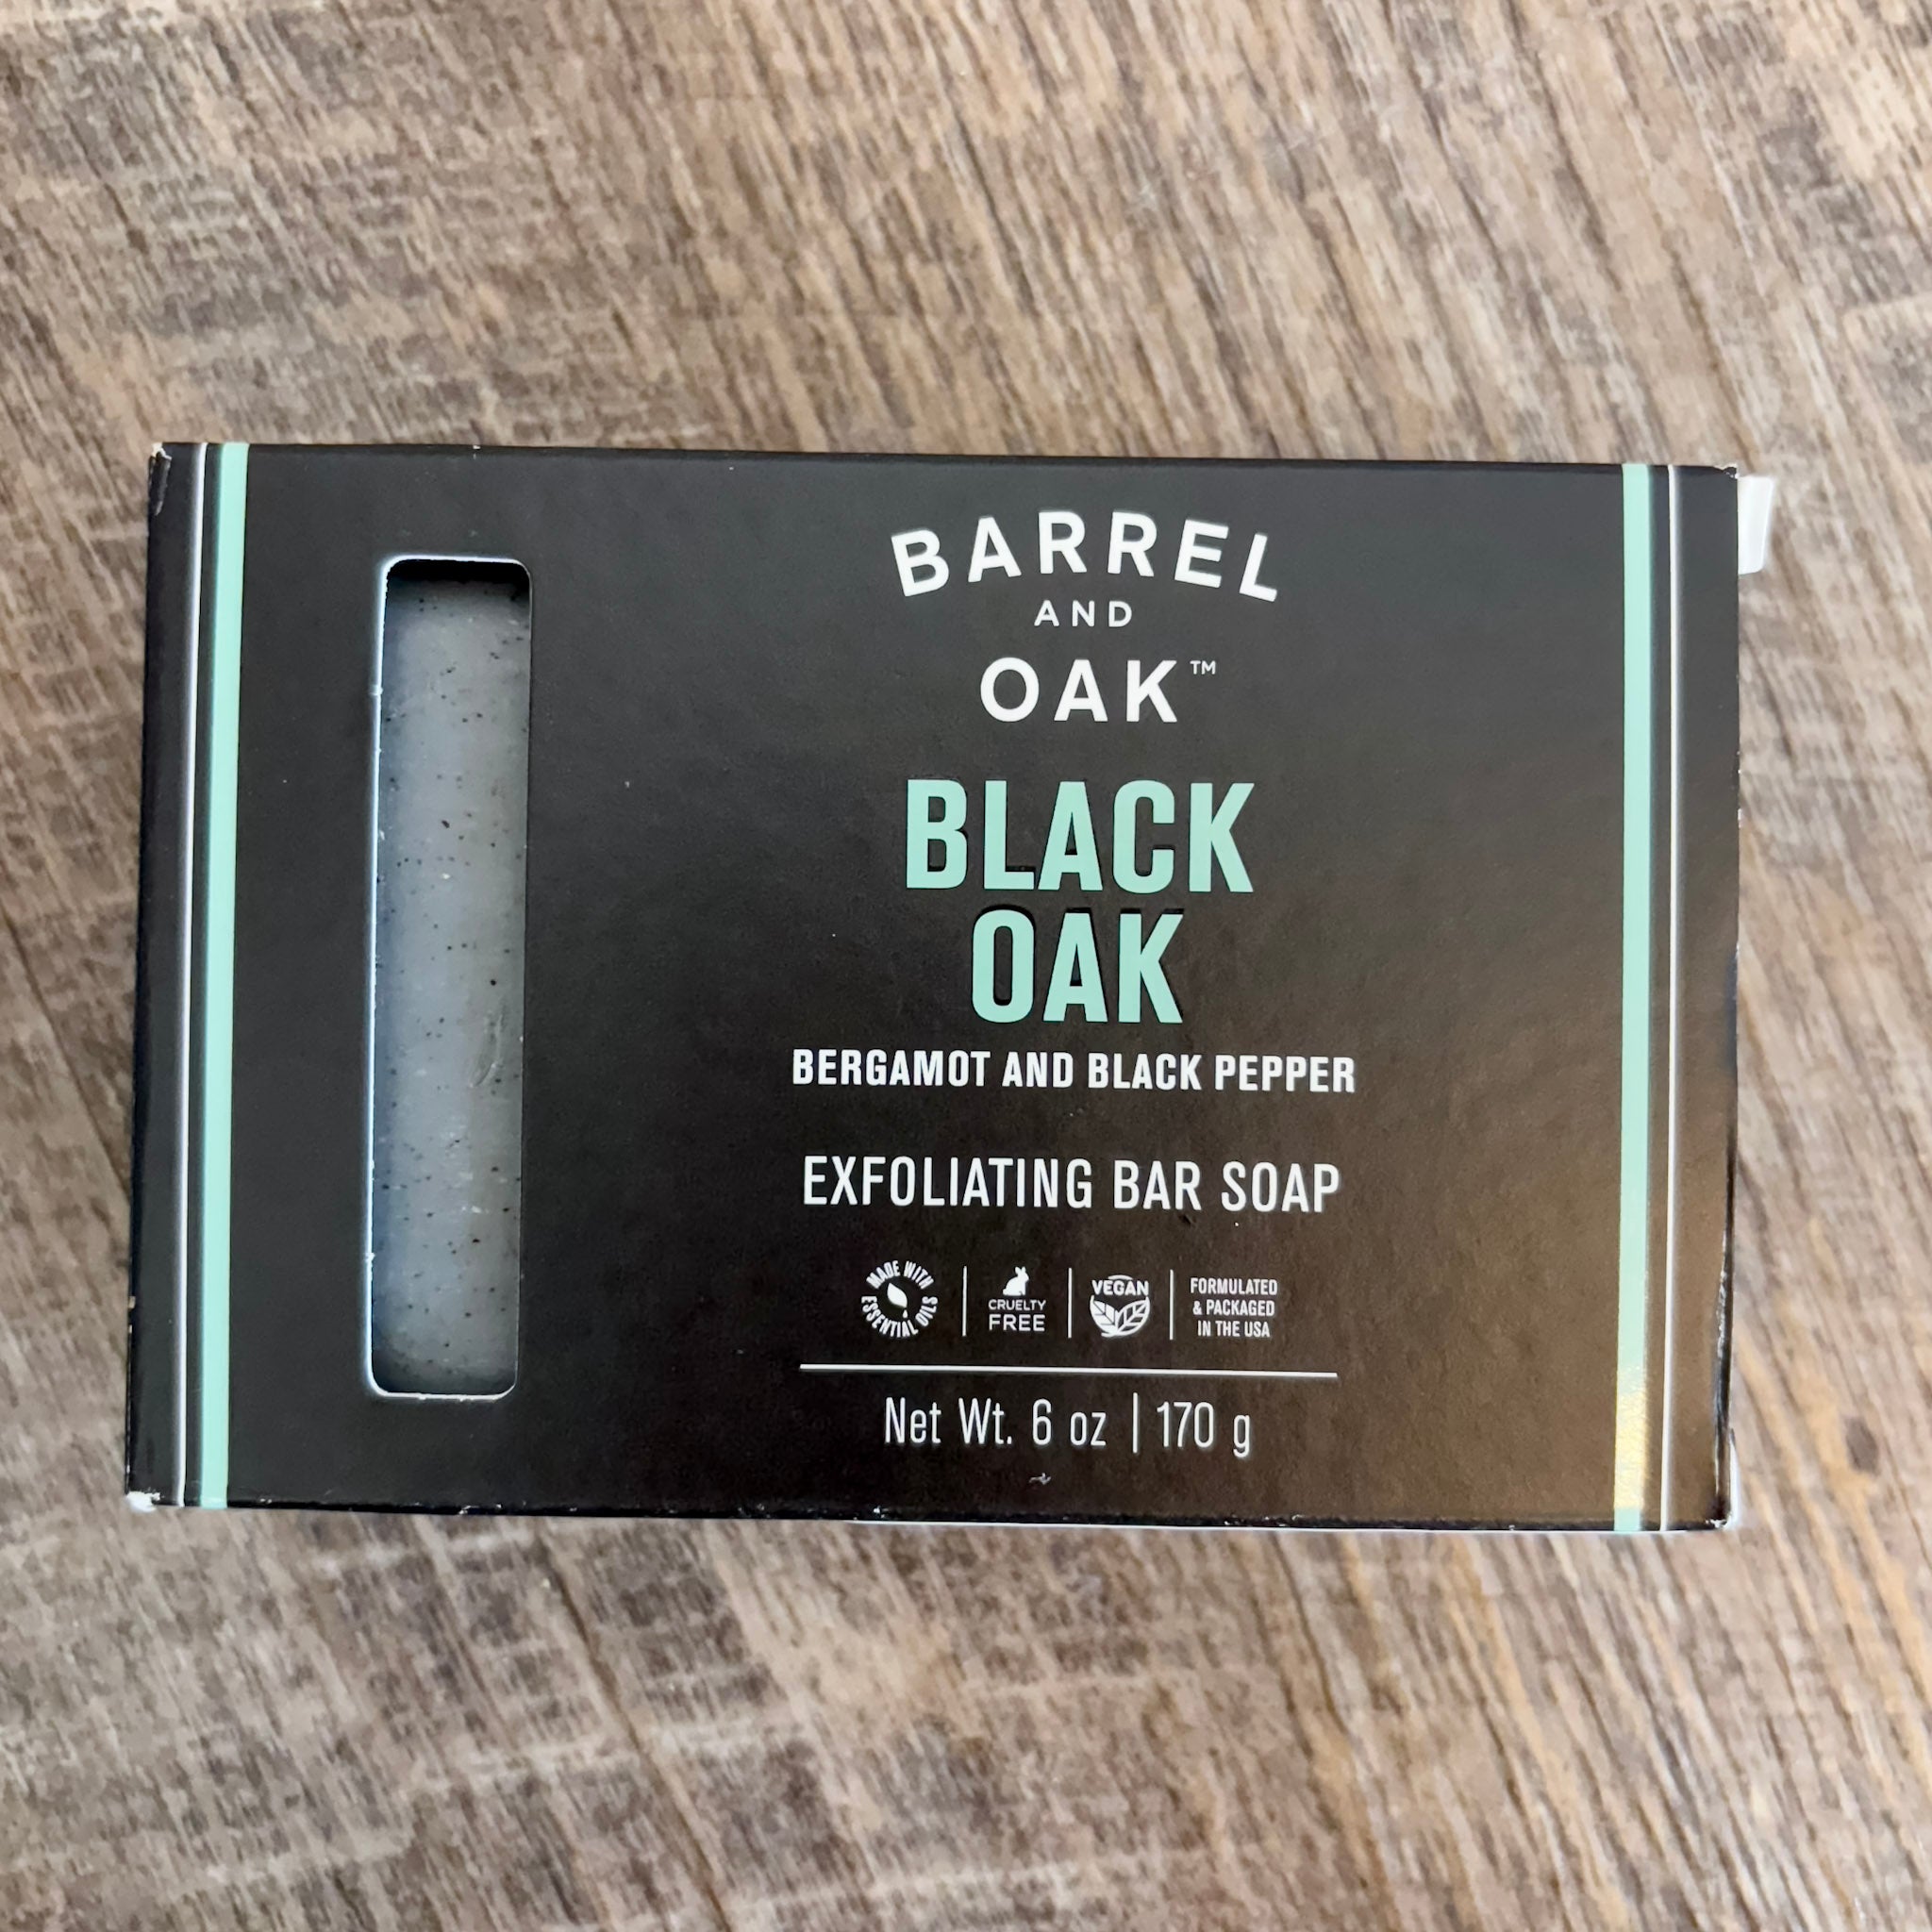 BARREL
AND
OAK™
BLACK
OAK
BERGAMOT AND BLACK PEPPER
EXFOLIATING BAR SOAP
MADE WITH
ESSENTIAL OILS
CRUELTY
FREE
VEGAN
FORMULATED
& PACKAGED
IN THE USA
Net Wt. 6 oz | 170 g